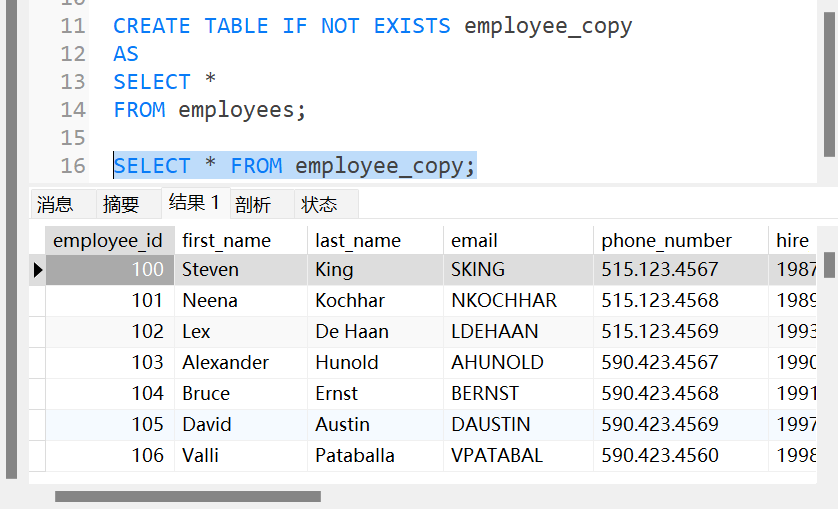 11 CREATE TABLE IF NOT EXISTS employee_copy
12 AS
13 SELECT *
14 FROM employees;
15
16 SELECT * FROM employee_copy;
消息 摘要 结果 1 剖析 状态
employee_id first_name last_name email phone_number hire
100 Steven King SKING 515.123.4567 1987
101 Neena Kochhar NKOCHHAR 515.123.4568 1989
102 Lex De Haan LDEHAAN 515.123.4569 1993
103 Alexander Hunold AHUNOLD 590.423.4567 1990
104 Bruce Ernst BERNST 590.423.4568 1991
105 David Austin DAUSTIN 590.423.4569 1997
106 Valli Pataballa VPATABAL 590.423.4560 1998